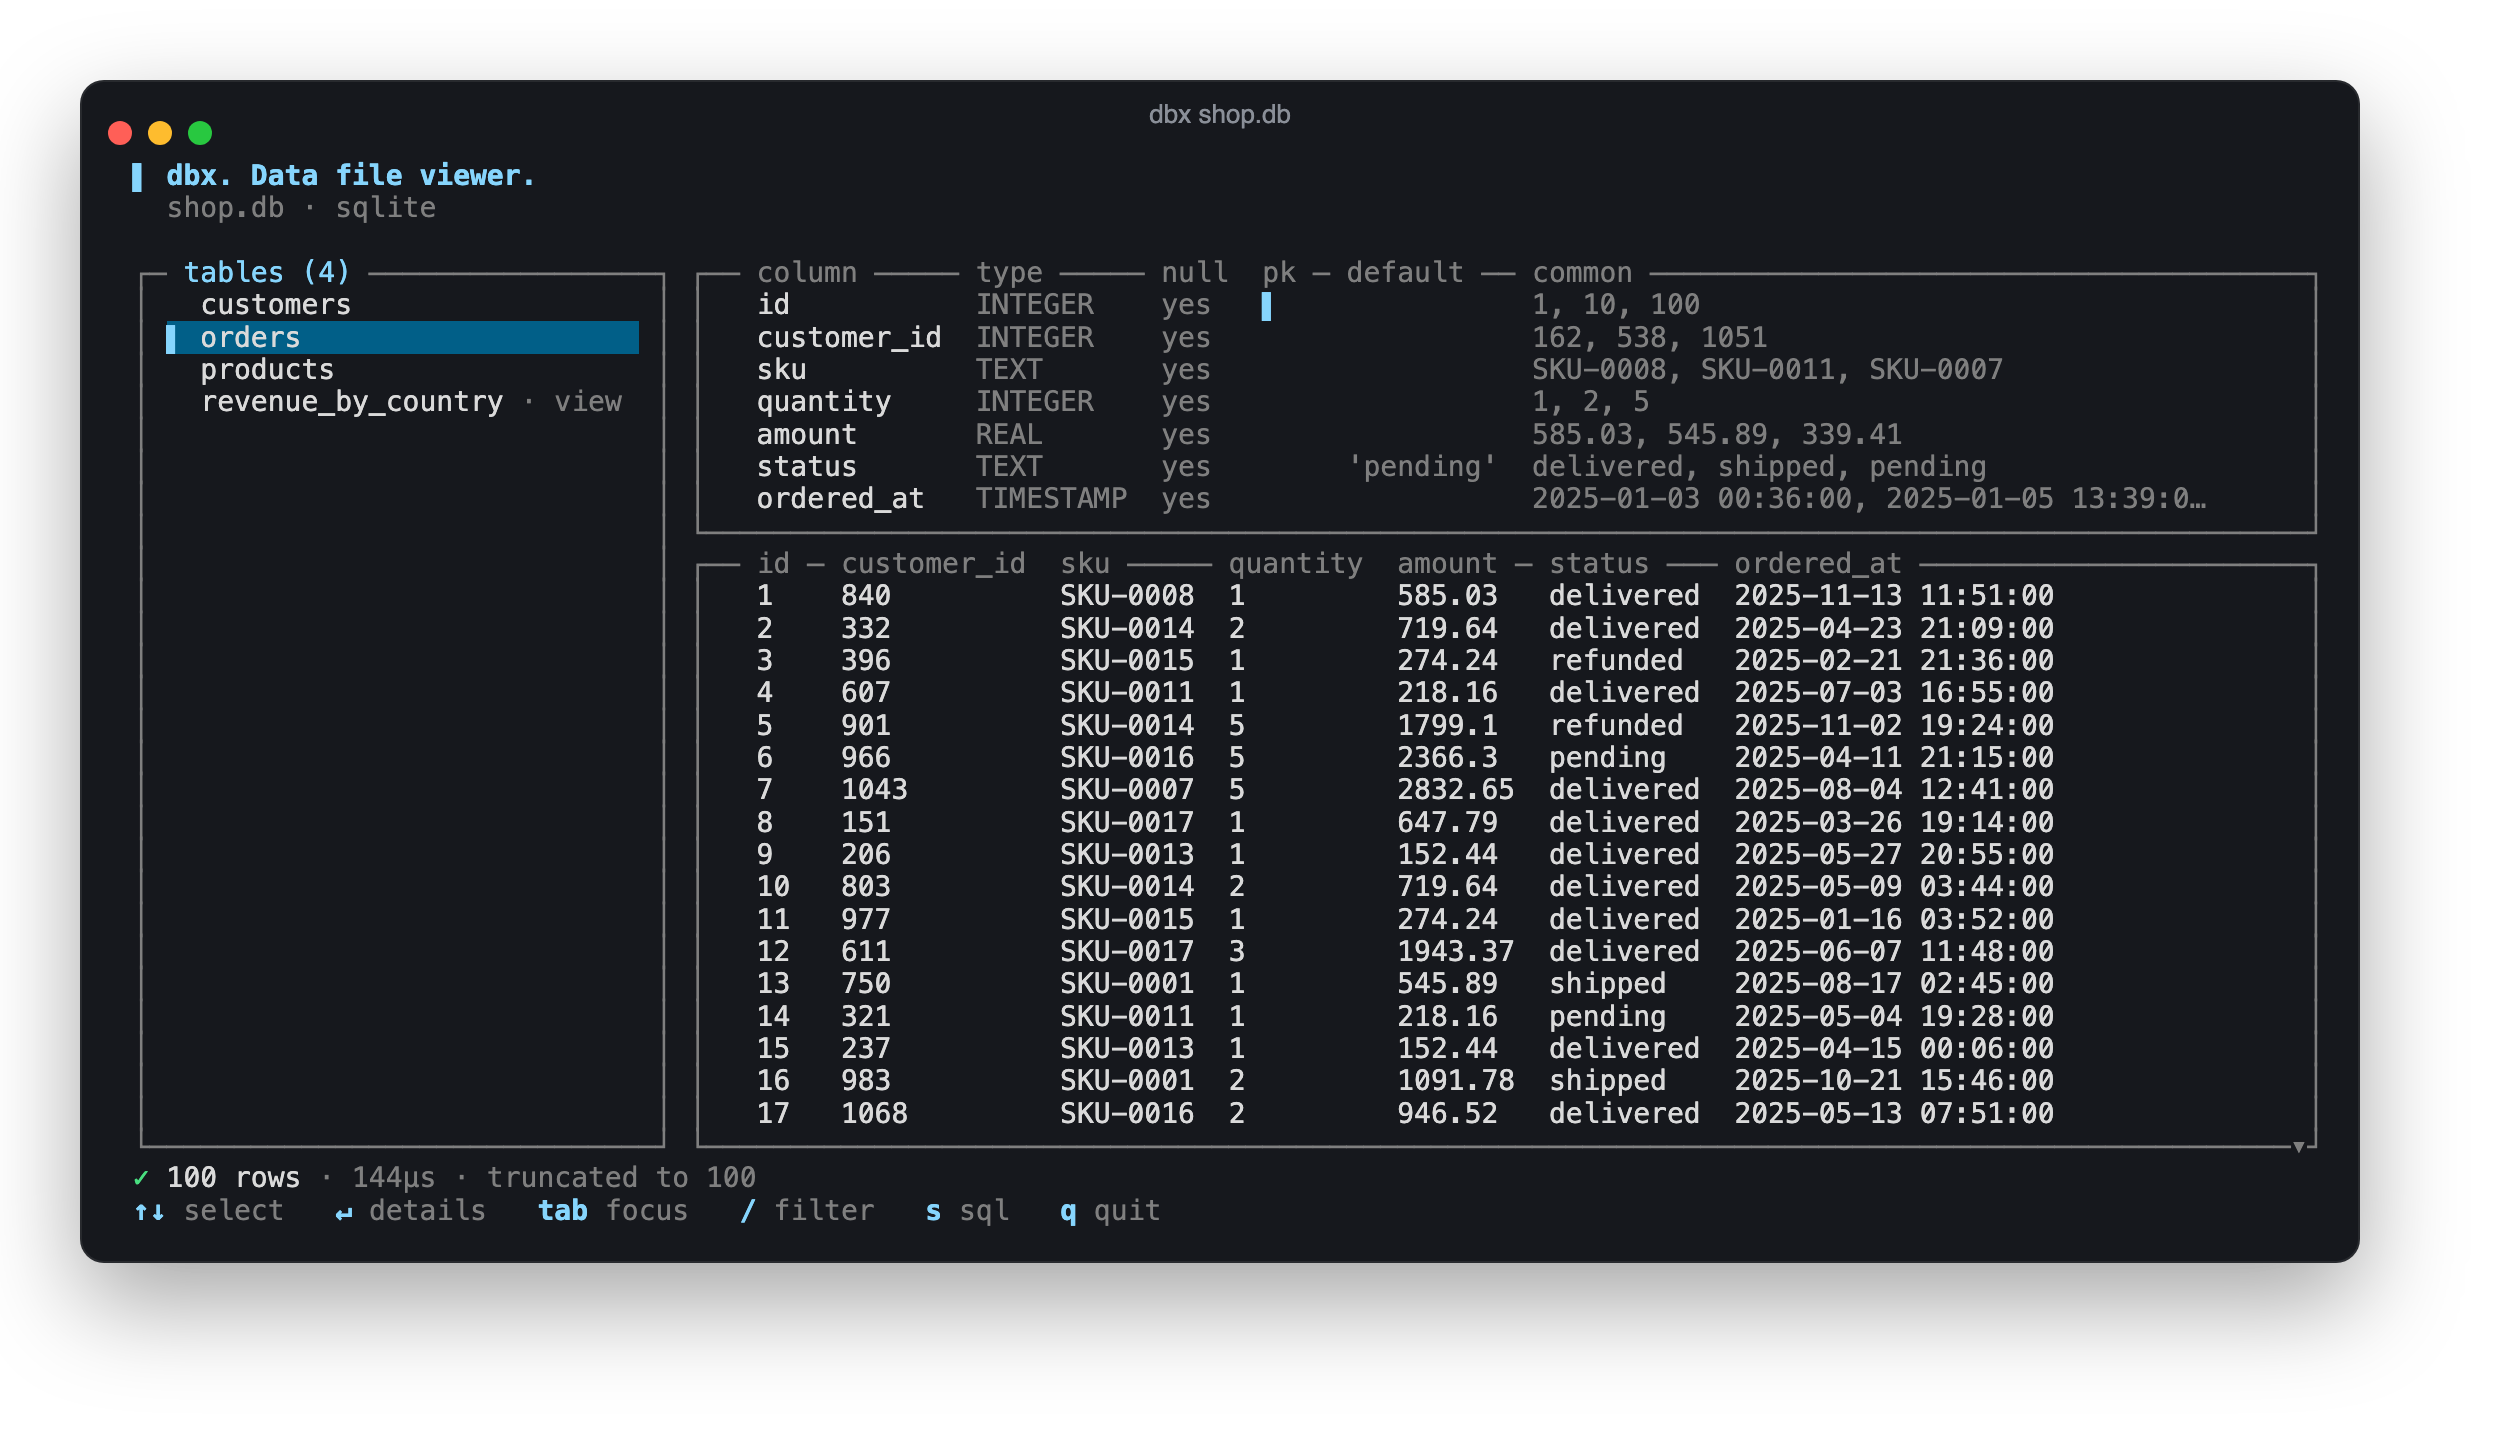 dbx shop.db
dbx. Data file viewer.
shop.db · sqlite
tables (4)
customers
orders
products
revenue_by_country · view
column type null pk default common
id INTEGER yes 1, 10, 100
customer_id INTEGER yes 162, 538, 1051
sku TEXT yes SKU-0008, SKU-0011, SKU-0007
quantity INTEGER yes 1, 2, 5
amount REAL yes 585.03, 545.89, 339.41
status TEXT yes 'pending' delivered, shipped, pending
ordered_at TIMESTAMP yes 2025-01-03 00:36:00, 2025-01-05 13:39:0…
id customer_id sku quantity amount status ordered_at
1 840 SKU-0008 1 585.03 delivered 2025-11-13 11:51:00
2 332 SKU-0014 2 719.64 delivered 2025-04-23 21:09:00
3 396 SKU-0015 1 274.24 refunded 2025-02-21 21:36:00
4 607 SKU-0011 1 218.16 delivered 2025-07-03 16:55:00
5 901 SKU-0014 5 1799.1 refunded 2025-11-02 19:24:00
6 966 SKU-0016 5 2366.3 pending 2025-04-11 21:15:00
7 1043 SKU-0007 5 2832.65 delivered 2025-08-04 12:41:00
8 151 SKU-0017 1 647.79 delivered 2025-03-26 19:14:00
9 206 SKU-0013 1 152.44 delivered 2025-05-27 20:55:00
10 803 SKU-0014 2 719.64 delivered 2025-05-09 03:44:00
11 977 SKU-0015 1 274.24 delivered 2025-01-16 03:52:00
12 611 SKU-0017 3 1943.37 delivered 2025-06-07 11:48:00
13 750 SKU-0001 1 545.89 shipped 2025-08-17 02:45:00
14 321 SKU-0011 1 218.16 pending 2025-05-04 19:28:00
15 237 SKU-0013 1 152.44 delivered 2025-04-15 00:06:00
16 983 SKU-0001 2 1091.78 shipped 2025-10-21 15:46:00
17 1068 SKU-0016 2 946.52 delivered 2025-05-13 07:51:00
✓ 100 rows · 144µs · truncated to 100
↑↓ select ↵ details tab focus / filter s sql q quit